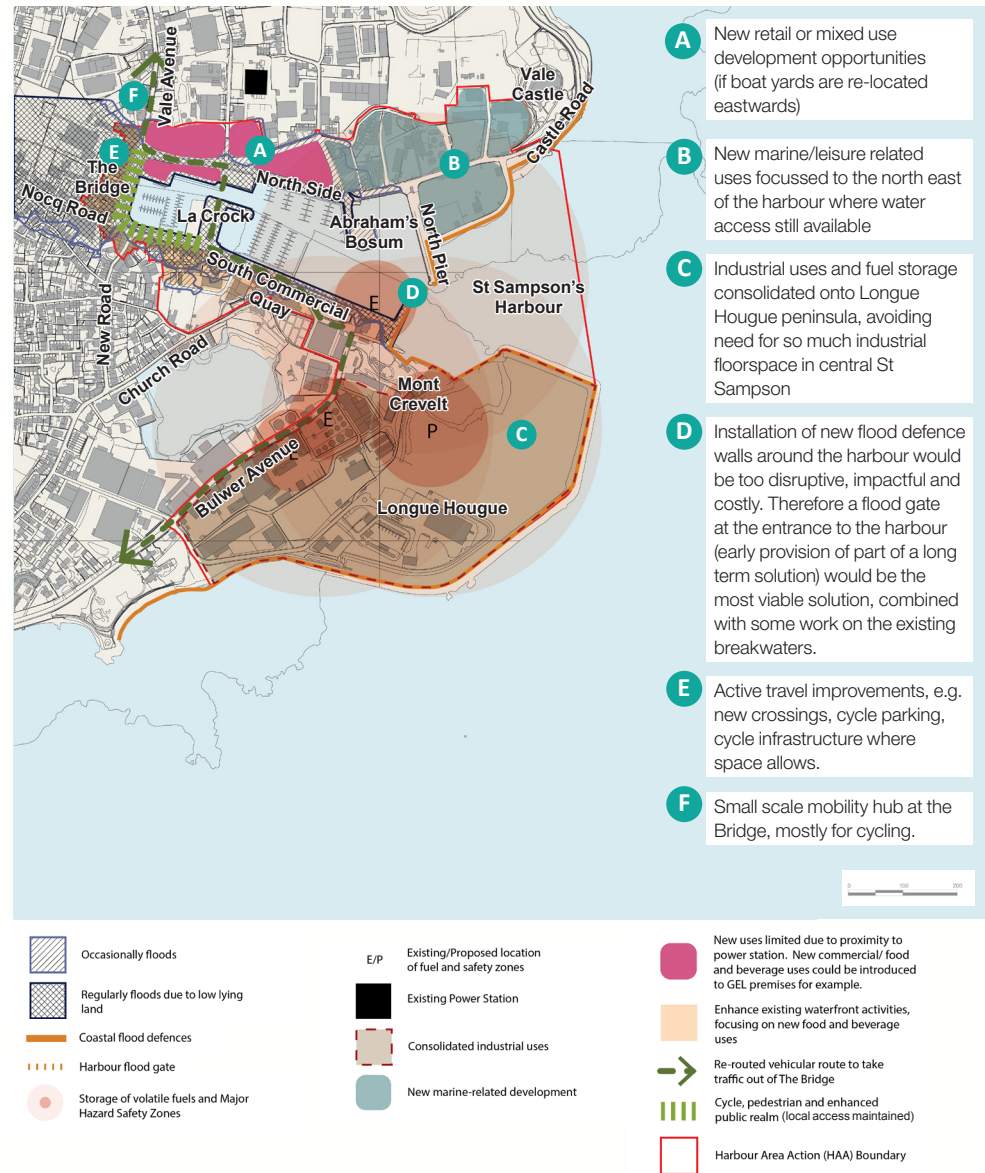 Vale Avenue
F
E
The
Bridge
Nocq Road
La Crock
A
North Side
Abraham's
Bosum
B
Vale
Castle
Castle Road
North Pier
St Sampson's
Harbour
South Commercial
Quay
New Road
Church Road
E
D
Mont
Crevelt
E
E
P
C
Bulwer Avenue
Longue Hougue
A
New retail or mixed use
development opportunities
(if boat yards are re-located
eastwards)
B
New marine/leisure related
uses focussed to the north east
of the harbour where water
access still available
C
Industrial uses and fuel storage
consolidated onto Longue
Hougue peninsula, avoiding
need for so much industrial
floorspace in central St
Sampson
D
Installation of new flood defence
walls around the harbour would
be too disruptive, impactful and
costly. Therefore a flood gate
at the entrance to the harbour
(early provision of part of a long
term solution) would be the
most viable solution, combined
with some work on the existing
breakwaters.
E
Active travel improvements, e.g.
new crossings, cycle parking,
cycle infrastructure where
space allows.
F
Small scale mobility hub at the
Bridge, mostly for cycling.
0 100 200
Occasionally floods
Regularly floods due to low lying
land
Coastal flood defences
Harbour flood gate
Storage of volatile fuels and Major
Hazard Safety Zones
E/P
Existing/Proposed location
of fuel and safety zones
Existing Power Station
Consolidated industrial uses
New marine-related development
New uses limited due to proximity to
power station. New commercial/ food
and beverage uses could be introduced
to GEL premises for example.
Enhance existing waterfront activities,
focusing on new food and beverage
uses
Re-routed vehicular route to take
traffic out of The Bridge
Cycle, pedestrian and enhanced
public realm (local access maintained)
Harbour Area Action (HAA) Boundary